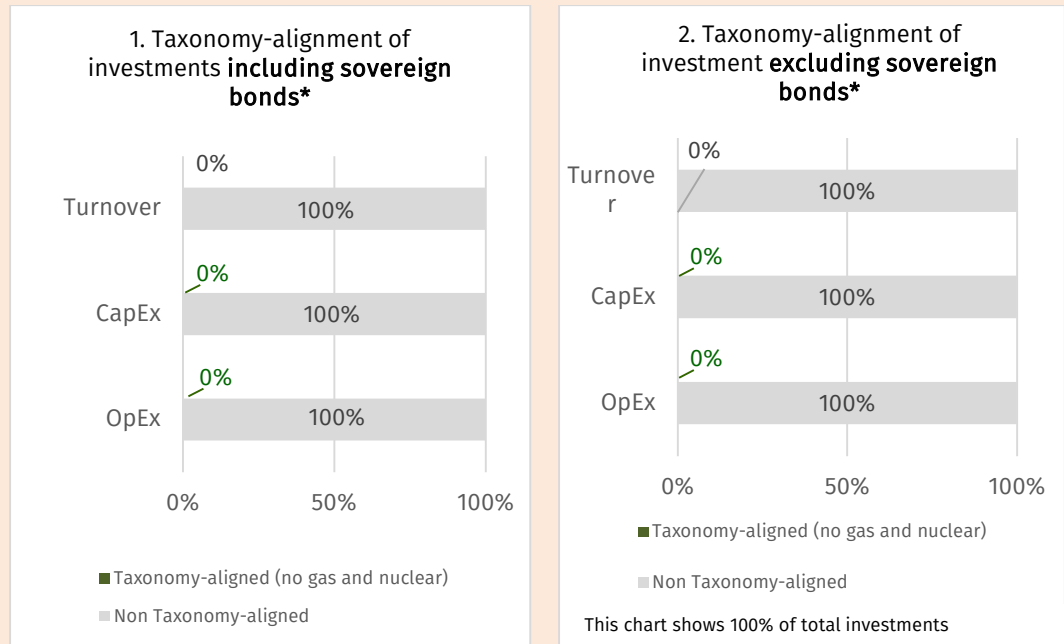 1. Taxonomy-alignment of
investments including sovereign
bonds*
0%
Turnover
100%
0%
CapEx
100%
0%
OpEx
100%
0%
50%
100%
Taxonomy-aligned (no gas and nuclear)
Non Taxonomy-aligned
2. Taxonomy-alignment of
investment excluding sovereign
bonds*
0%
Turnove
r
100%
0%
CapEx
100%
0%
OpEx
100%
0%
50%
100%
Taxonomy-aligned (no gas and nuclear)
Non Taxonomy-aligned
This chart shows 100% of total investments